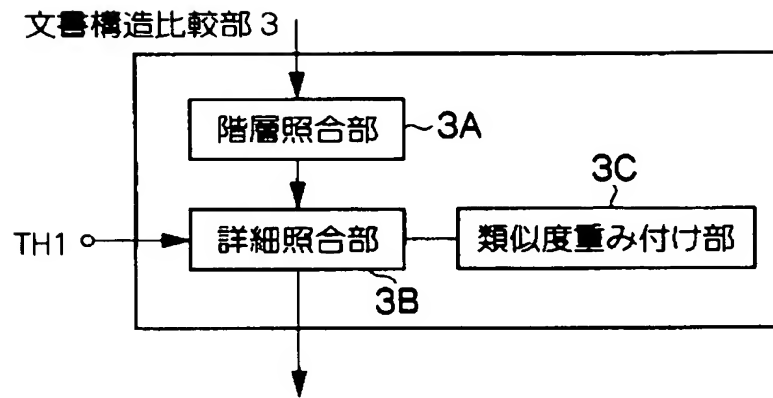 文書構造比較部3
階層照合部
3A
3C
TH1
詳細照合部
類似度重み付け部
3B